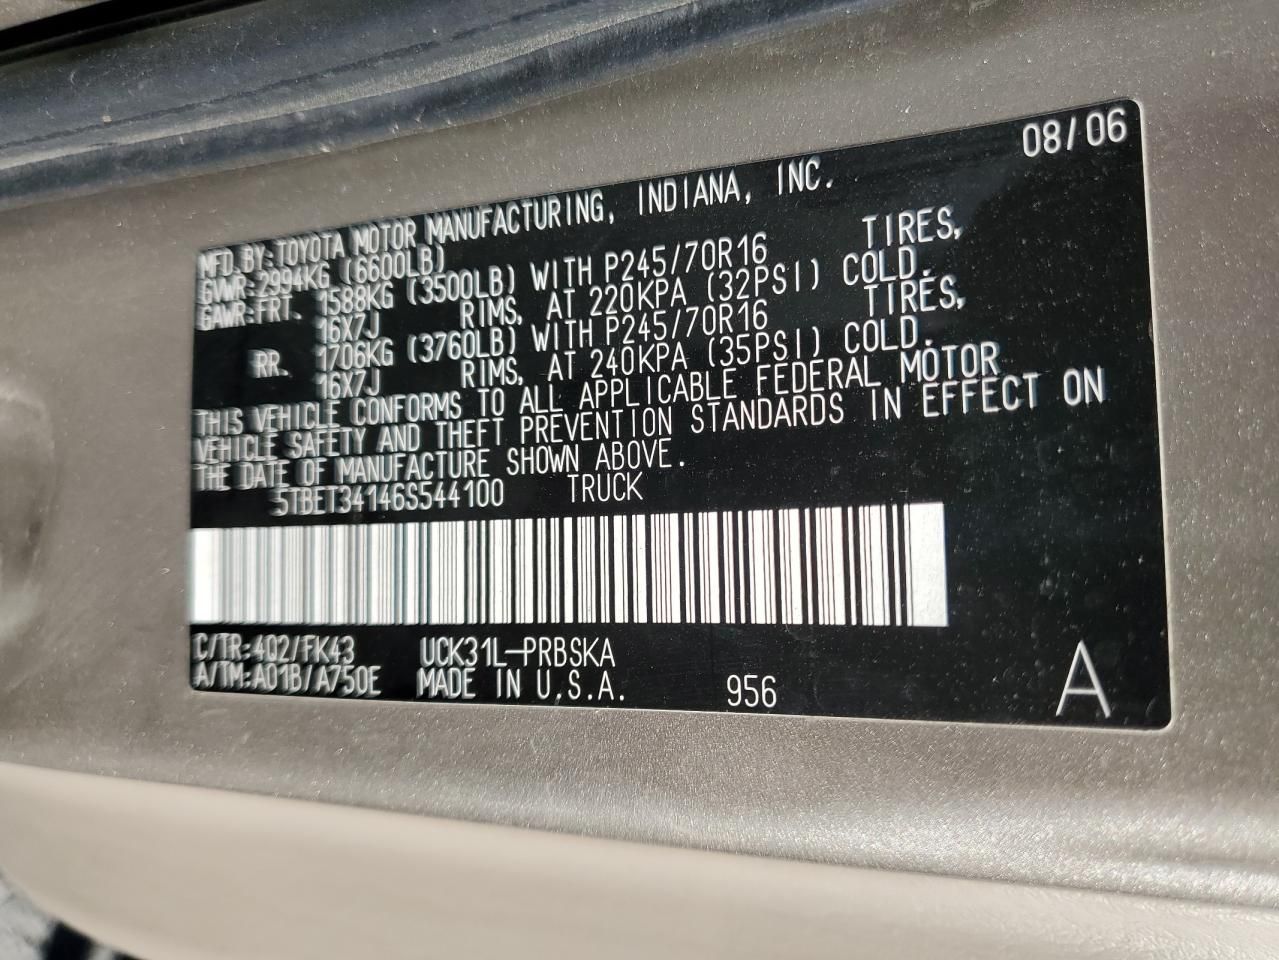 08/06
MFD.BY:TOYOTA MOTOR MANUFACTURING, INDIANA, INC.
GVWR:2994KG (6600LB)
GAWR:FRT. 1588KG (3500LB) WITH P245/70R16 TIRES,
16X7J RIMS, AT 220KPA (32PSI) COLD.
RR. 1706KG (3760LB) WITH P245/70R16 TIRES,
16X7J RIMS, AT 240KPA (35PSI) COLD.
THIS VEHICLE CONFORMS TO ALL APPLICABLE FEDERAL MOTOR
VEHICLE SAFETY AND THEFT PREVENTION STANDARDS IN EFFECT ON
THE DATE OF MANUFACTURE SHOWN ABOVE.
5TBET34146S544100 TRUCK
C/TR:4Q2/FK43 UCK31L-PRBSKA
A/TM:A01B/A750E MADE IN U.S.A. 956 A